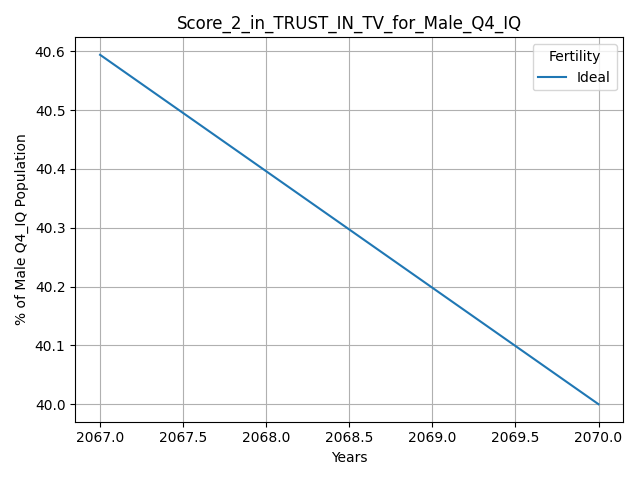 Score_2_in_TRUST_IN_TV_for_Male_Q4_IQ
Fertility
Ideal
% of Male Q4_IQ Population
40.6
40.5
40.4
40.3
40.2
40.1
40.0
2067.0 2067.5 2068.0 2068.5 2069.0 2069.5 2070.0
Years